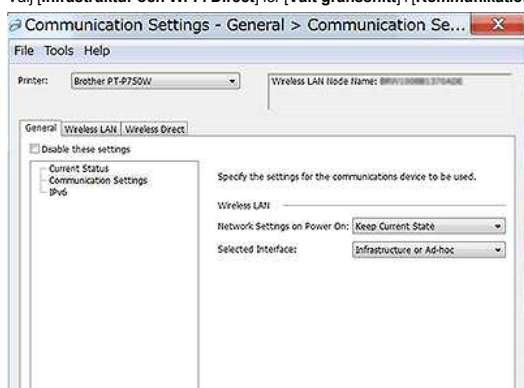 Välj [Infrastruktur och Wi-Fi Direct] för [Valt gränssnitt] i [Kommunikatio
Communication Settings - General > Communication Se...
File Tools Help
Printer: Brother PT-P750W
Wireless LAN Node Name:
General Wireless LAN Wireless Direct
Disable these settings
Current Status
Communication Settings
IPv6
Specify the settings for the communications device to be used.
Wireless LAN
Network Settings on Power On: Keep Current State
Selected Interface: Infrastructure or Ad-hoc